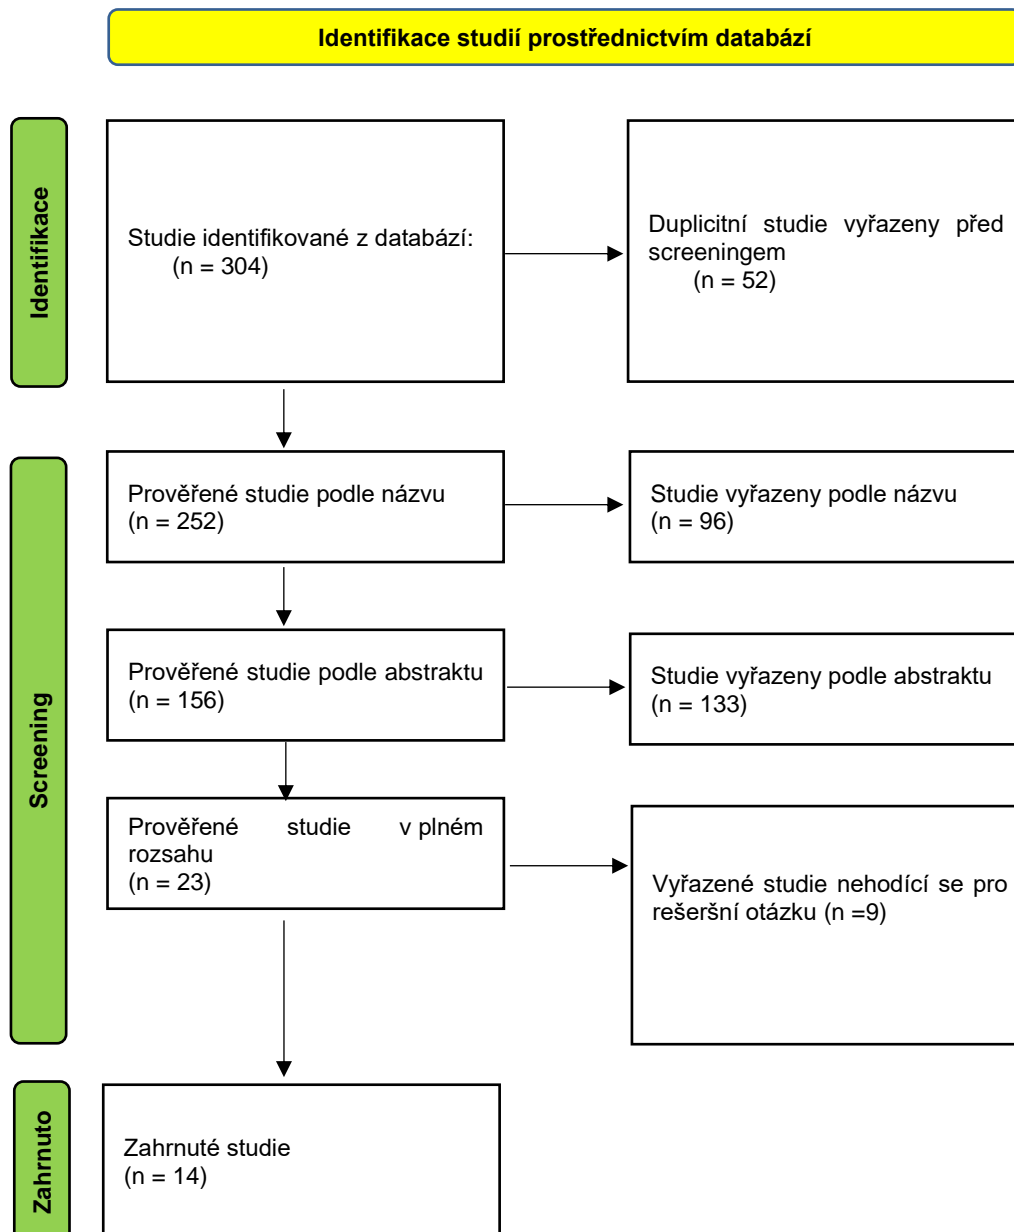 Identifikace studií prostřednictvím databází
Identifikace
Studie identifikované z databází:
(n = 304)
Duplicitní studie vyřazeny před
screeningem
(n = 52)
Screening
Prověřené studie podle názvu
(n = 252)
Studie vyřazeny podle názvu
(n = 96)
Prověřené studie podle abstraktu
(n = 156)
Studie vyřazeny podle abstraktu
(n = 133)
Prověřené studie v plném
rozsahu
(n = 23)
Vyřazené studie nehodící se pro
rešeršní otázku (n =9)
Zahrnuto
Zahrnuté studie
(n = 14)